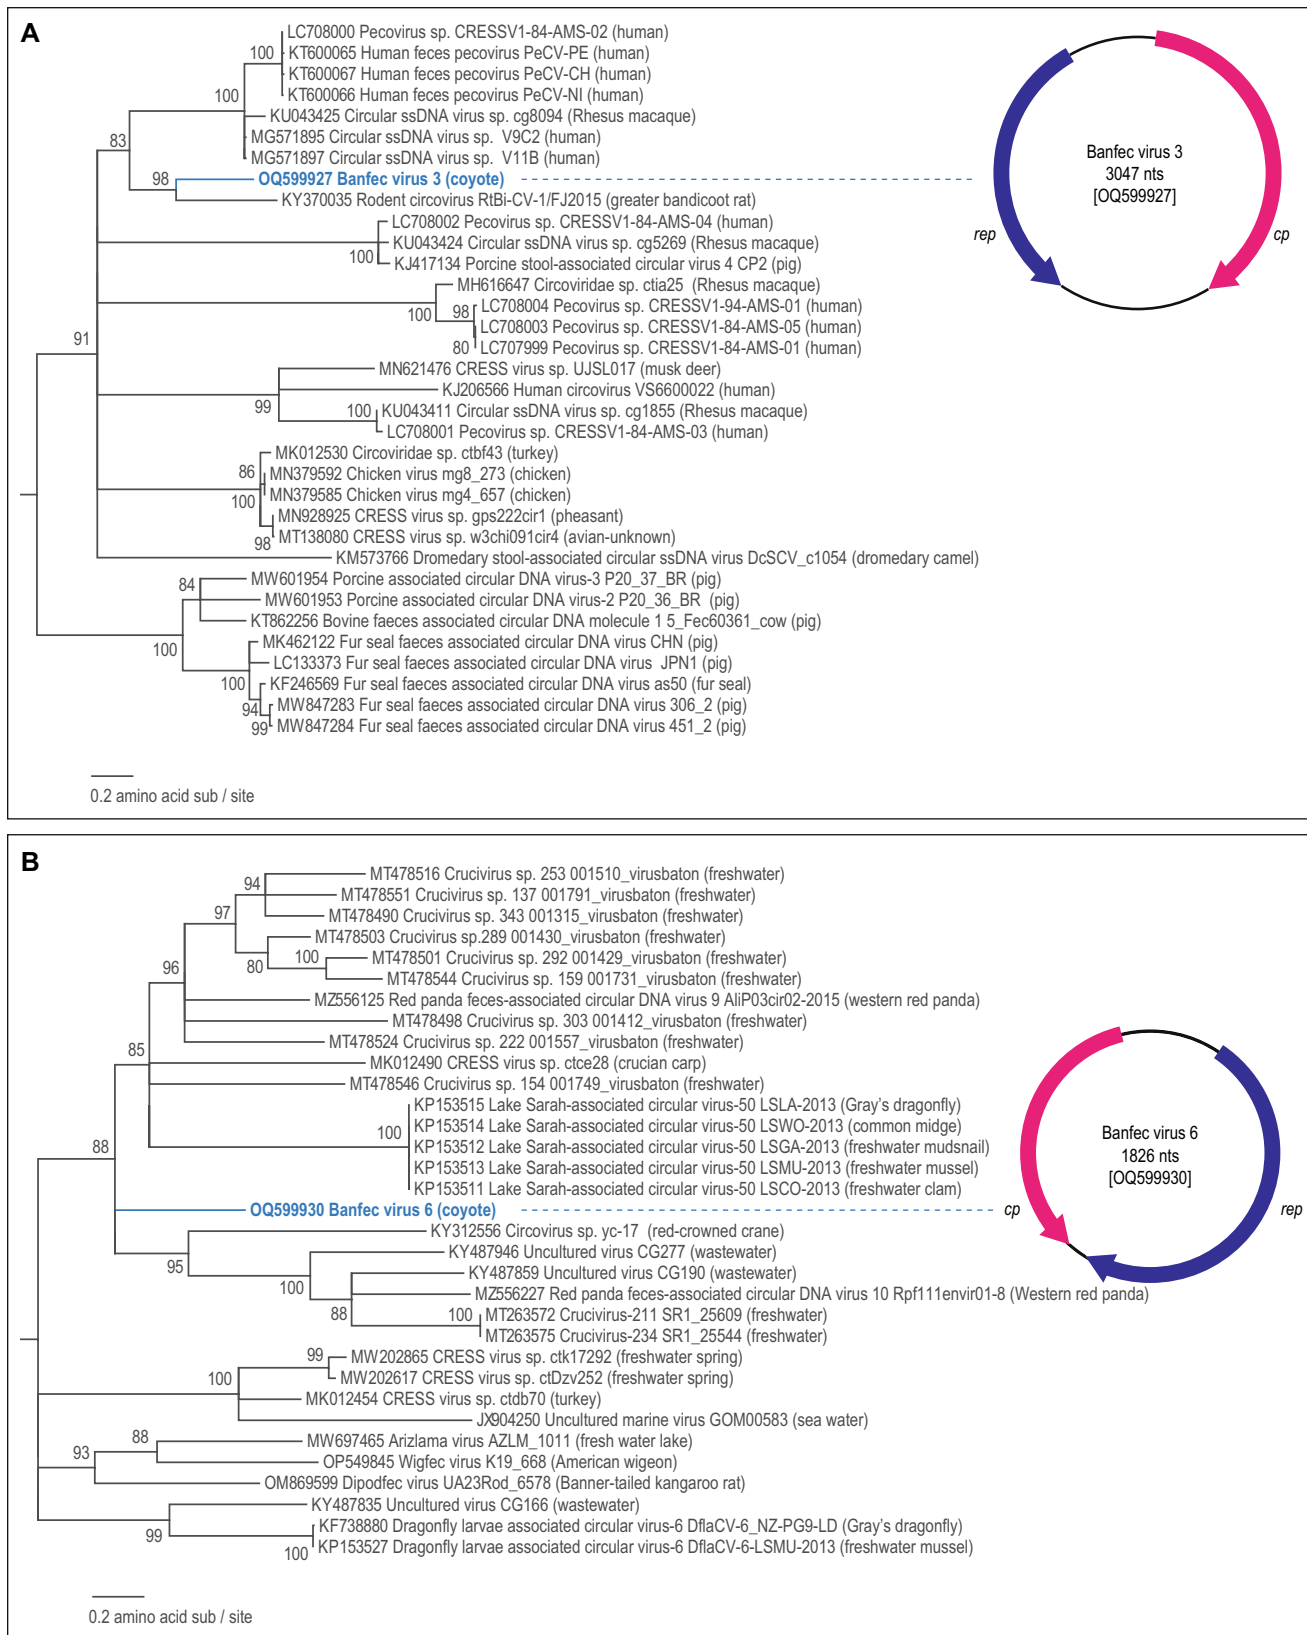 A
LC708000 Pecovirus sp. CRESSV1-84-AMS-02 (human)
100
KT600065 Human feces pecovirus PeCV-PE (human)
KT600067 Human feces pecovirus PeCV-CH (human)
KT600066 Human feces pecovirus PeCV-NI (human)
100
KU043425 Circular ssDNA virus sp. cg8094 (Rhesus macaque)
MG571895 Circular ssDNA virus sp. V9C2 (human)
83
MG571897 Circular ssDNA virus sp. V11B (human)
98
OQ599927 Banfec virus 3 (coyote)
KY370035 Rodent circovirus RtBi-CV-1/FJ2015 (greater bandicoot rat)
LC708002 Pecovirus sp. CRESSV1-84-AMS-04 (human)
KU043424 Circular ssDNA virus sp. cg5269 (Rhesus macaque)
100
KJ417134 Porcine stool-associated circular virus 4 CP2 (pig)
MH616647 Circoviridae sp. ctia25 (Rhesus macaque)
LC708004 Pecovirus sp. CRESSV1-94-AMS-01 (human)
100
98
LC708003 Pecovirus sp. CRESSV1-84-AMS-05 (human)
91
80
LC707999 Pecovirus sp. CRESSV1-84-AMS-01 (human)
MN621476 CRESS virus sp. UJSL017 (musk deer)
KJ206566 Human circovirus VS6600022 (human)
99
100
KU043411 Circular ssDNA virus sp. cg1855 (Rhesus macaque)
LC708001 Pecovirus sp. CRESSV1-84-AMS-03 (human)
MK012530 Circoviridae sp. ctbf43 (turkey)
86
MN379592 Chicken virus mg8_273 (chicken)
100
MN379585 Chicken virus mg4_657 (chicken)
MN928925 CRESS virus sp. gps222cir1 (pheasant)
98
MT138080 CRESS virus sp. w3chi091cir4 (avian-unknown)
KM573766 Dromedary stool-associated circular ssDNA virus DcSCV_c1054 (dromedary camel)
84
MW601954 Porcine associated circular DNA virus-3 P20_37_BR (pig)
MW601953 Porcine associated circular DNA virus-2 P20_36_BR (pig)
KT862256 Bovine faeces associated circular DNA molecule 1 5_Fec60361_cow (pig)
100
MK462122 Fur seal faeces associated circular DNA virus CHN (pig)
LC133373 Fur seal faeces associated circular DNA virus JPN1 (pig)
100
KF246569 Fur seal faeces associated circular DNA virus as50 (fur seal)
94
MW847283 Fur seal faeces associated circular DNA virus 306_2 (pig)
99
MW847284 Fur seal faeces associated circular DNA virus 451_2 (pig)
0.2 amino acid sub / site
Banfec virus 3
3047 nts
[OQ599927]
rep
cp
B
MT478516 Crucivirus sp. 253 001510_virusbaton (freshwater)
94
MT478551 Crucivirus sp. 137 001791_virusbaton (freshwater)
97
MT478490 Crucivirus sp. 343 001315_virusbaton (freshwater)
MT478503 Crucivirus sp.289 001430_virusbaton (freshwater)
100
MT478501 Crucivirus sp. 292 001429_virusbaton (freshwater)
96
80
MT478544 Crucivirus sp. 159 001731_virusbaton (freshwater)
MZ556125 Red panda feces-associated circular DNA virus 9 AliP03cir02-2015 (western red panda)
MT478498 Crucivirus sp. 303 001412_virusbaton (freshwater)
MT478524 Crucivirus sp. 222 001557_virusbaton (freshwater)
85
MK012490 CRESS virus sp. ctce28 (crucian carp)
MT478546 Crucivirus sp. 154 001749_virusbaton (freshwater)
KP153515 Lake Sarah-associated circular virus-50 LSLA-2013 (Gray's dragonfly)
KP153514 Lake Sarah-associated circular virus-50 LSWO-2013 (common midge)
100
KP153512 Lake Sarah-associated circular virus-50 LSGA-2013 (freshwater mudsnail)
88
KP153513 Lake Sarah-associated circular virus-50 LSMU-2013 (freshwater mussel)
KP153511 Lake Sarah-associated circular virus-50 LSCO-2013 (freshwater clam)
OQ599930 Banfec virus 6 (coyote)
KY312556 Circovirus sp. yc-17 (red-crowned crane)
KY487946 Uncultured virus CG277 (wastewater)
95
KY487859 Uncultured virus CG190 (wastewater)
100
MZ556227 Red panda feces-associated circular DNA virus 10 Rpf111envir01-8 (Western red panda)
88
100
MT263572 Crucivirus-211 SR1_25609 (freshwater)
MT263575 Crucivirus-234 SR1_25544 (freshwater)
99
MW202865 CRESS virus sp. ctk17292 (freshwater spring)
100
MW202617 CRESS virus sp. ctDzv252 (freshwater spring)
MK012454 CRESS virus sp. ctdb70 (turkey)
JX904250 Uncultured marine virus GOM00583 (sea water)
88
MW697465 Arizlama virus AZLM_1011 (fresh water lake)
93
OP549845 Wigfec virus K19_668 (American wigeon)
OM869599 Dipodfec virus UA23Rod_6578 (Banner-tailed kangaroo rat)
KY487835 Uncultured virus CG166 (wastewater)
99
KF738880 Dragonfly larvae associated circular virus-6 DflaCV-6_NZ-PG9-LD (Gray's dragonfly)
100
KP153527 Dragonfly larvae associated circular virus-6 DflaCV-6-LSMU-2013 (freshwater mussel)
0.2 amino acid sub / site
Banfec virus 6
1826 nts
[OQ599930]
cp
rep